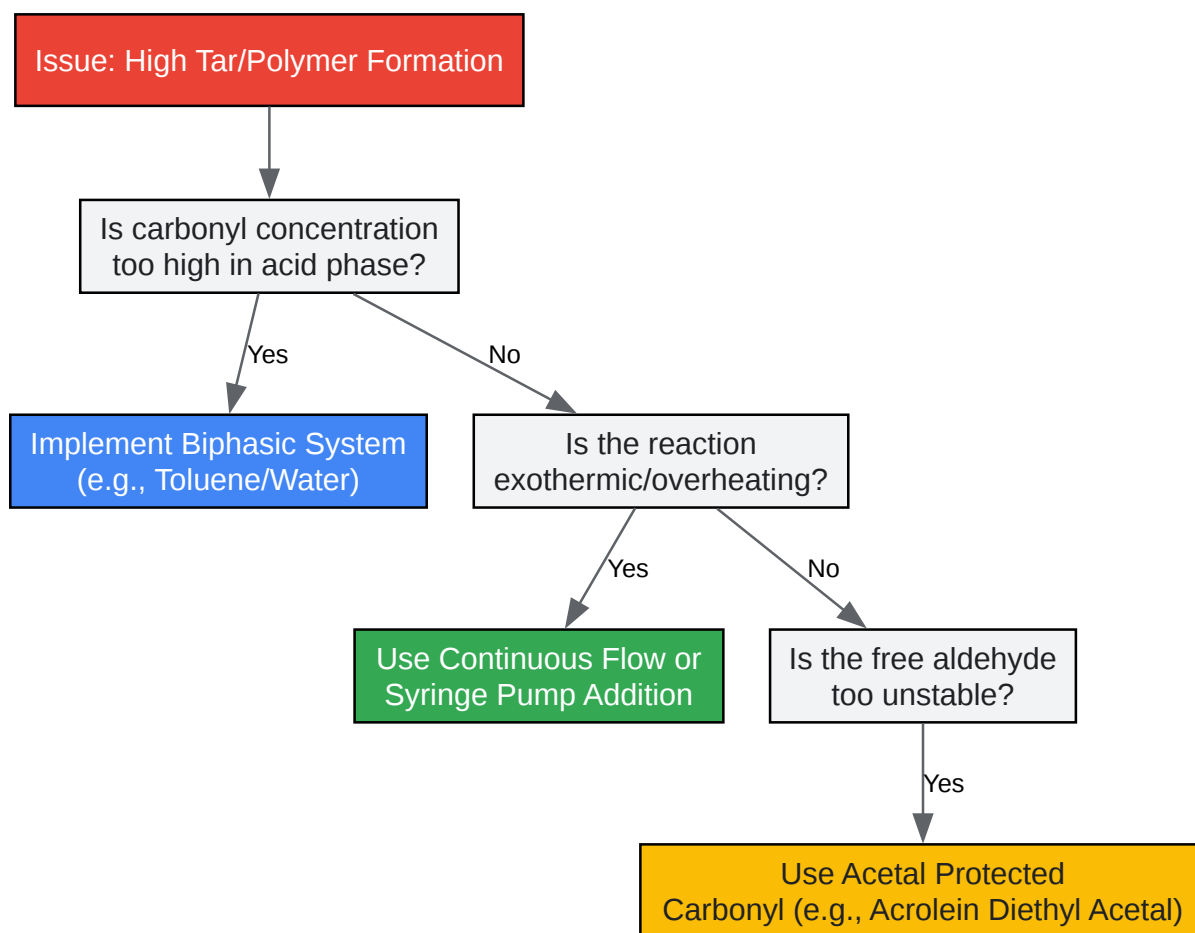 Issue: High Tar/Polymer Formation
Is carbonyl concentration
too high in acid phase?
Yes
No
Implement Biphasic System
(e.g., Toluene/Water)
Is the reaction
exothermic/overheating?
Yes
No
Use Continuous Flow or
Syringe Pump Addition
Is the free aldehyde
too unstable?
Yes
Use Acetal Protected
Carbonyl (e.g., Acrolein Diethyl Acetal)